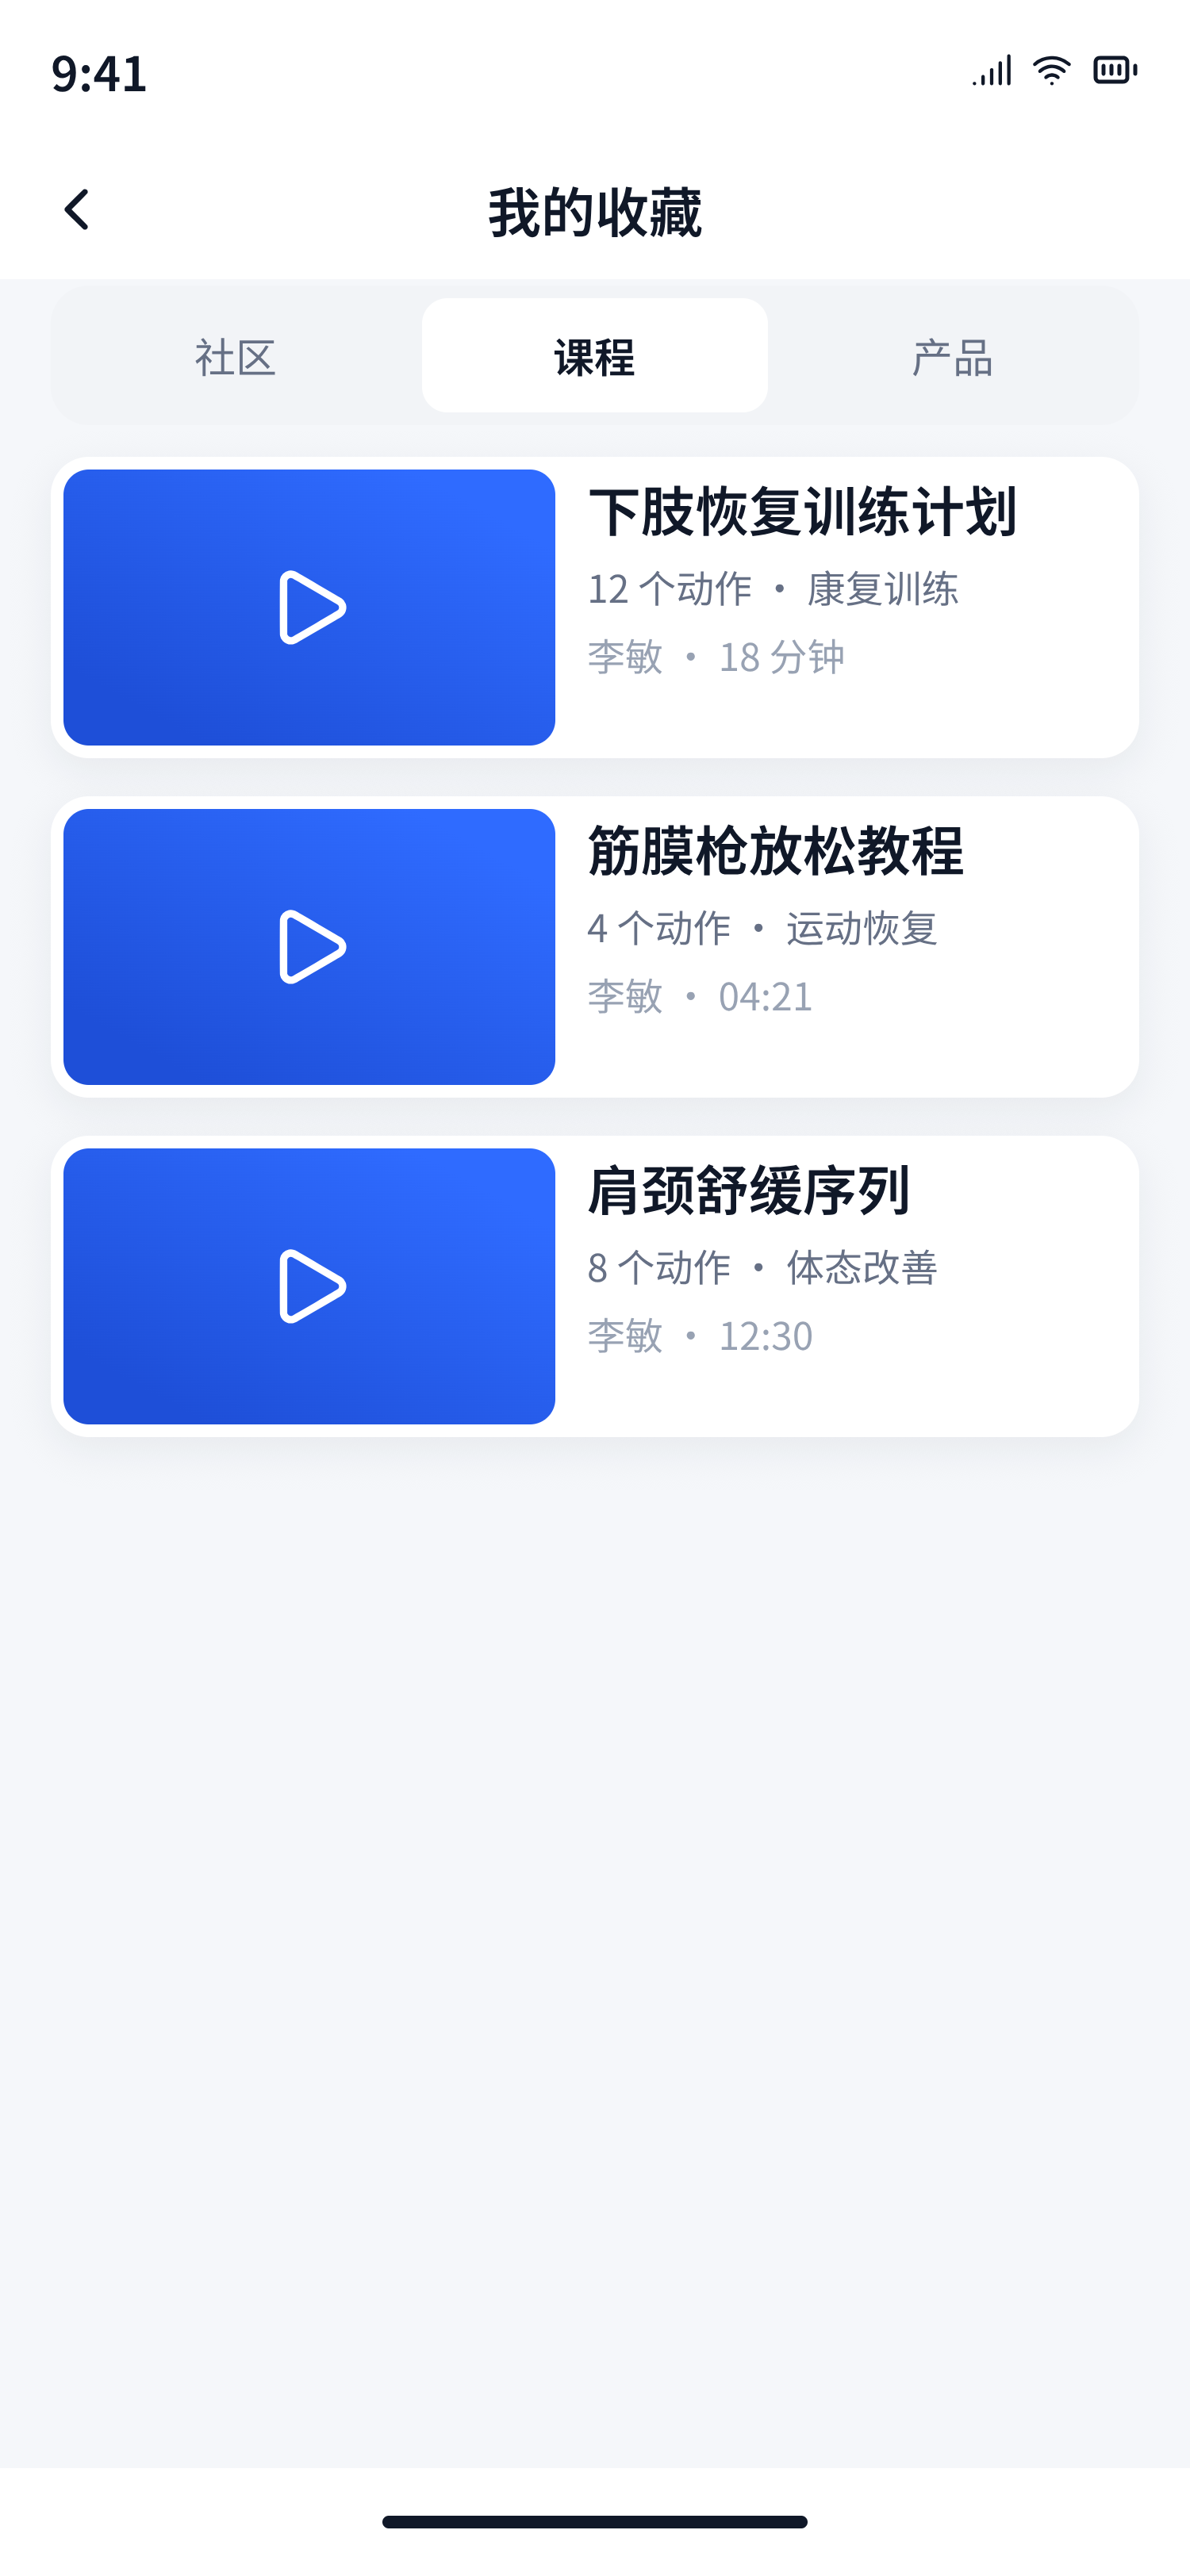 9:41
我的收藏
社区
课程
产品
下肢恢复训练计划
12 个动作 · 康复训练
李敏 · 18 分钟
筋膜枪放松教程
4 个动作 · 运动恢复
李敏 · 04:21
肩颈舒缓序列
8 个动作 · 体态改善
李敏 · 12:30